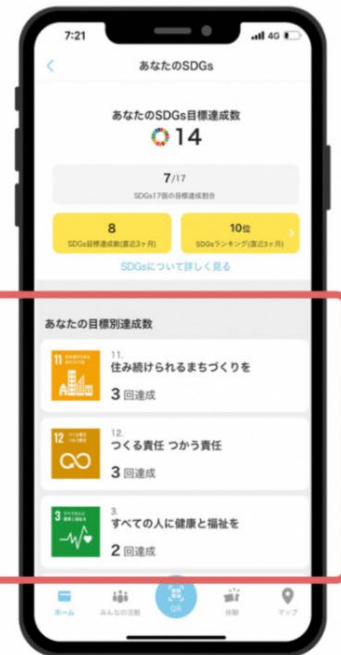 7:21
4G
あなたのSDGs
あなたのSDGs目標達成数
14
7/17
SDGs17個の目標達成割合
8
SDGs目標達成数(直近3ヶ月)
10位
SDGsランキング(直近3ヶ月)
SDGsについて詳しく見る
あなたの目標別達成数
11
11.
住み続けられるまちづくりを
3 回達成
12
12.
つくる責任 つかう責任
3 回達成
3
3.
すべての人に健康と福祉を
2 回達成
ホーム
みんなの活動
QR
体験
マップ